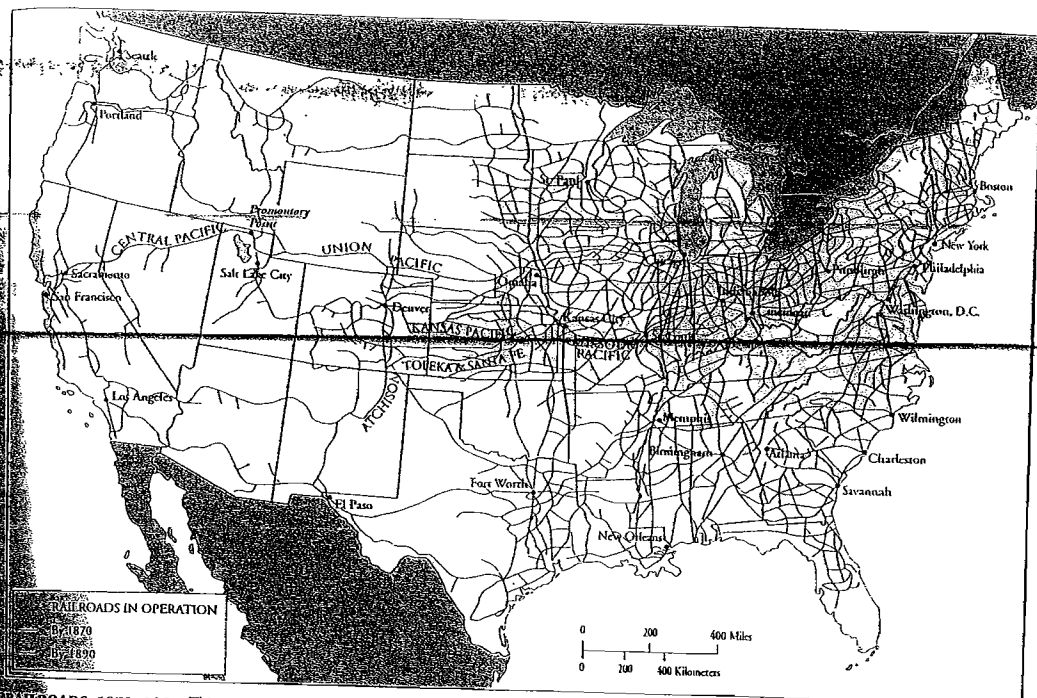 Seattle
Portland
St. Paul
Boston
Promontory
Point
CENTRAL PACIFIC
UNION
PACIFIC
New York
Pittsburgh
Philadelphia
Sacramento
Salt Lake City
Omaha
San Francisco
Denver
Kansas City
Cincinnati
Washington, D.C.
KANSAS PACIFIC
PACIFIC
TOPEKA & SANTA FE
ATCHISON
Los Angeles
Memphis
Wilmington
Birmingham
Atlanta
Charleston
Fort Worth
Savannah
El Paso
New Orleans
RAILROADS IN OPERATION
By 1870
By 1890
0 200 400 Miles
0 200 400 Kilometers